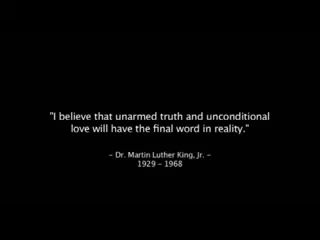 "I believe that unarmed truth and unconditional
love will have the final word in reality."
– Dr. Martin Luther King, Jr. –
1929 – 1968